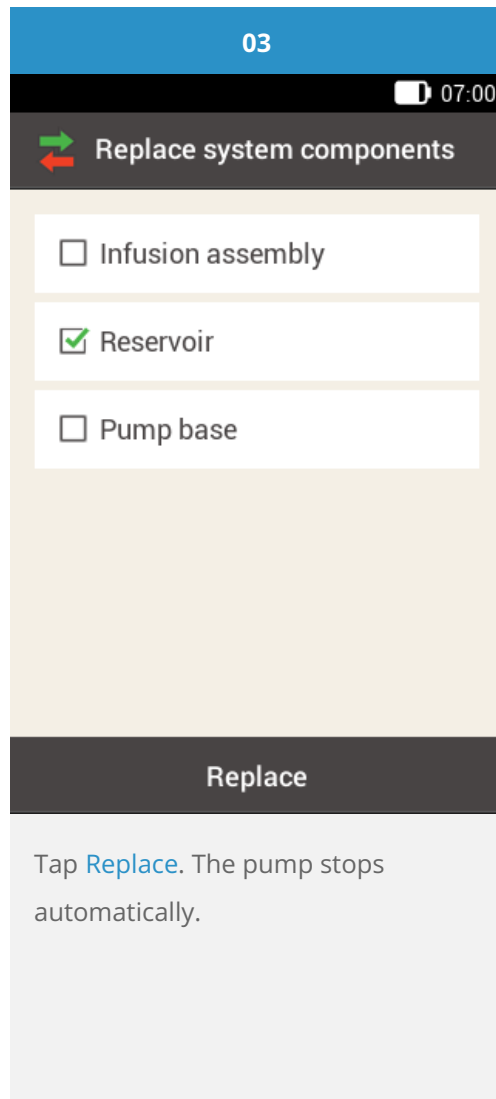 03
07:00
Replace system components
Infusion assembly
Reservoir
Pump base
Replace
Tap Replace. The pump stops
automatically.